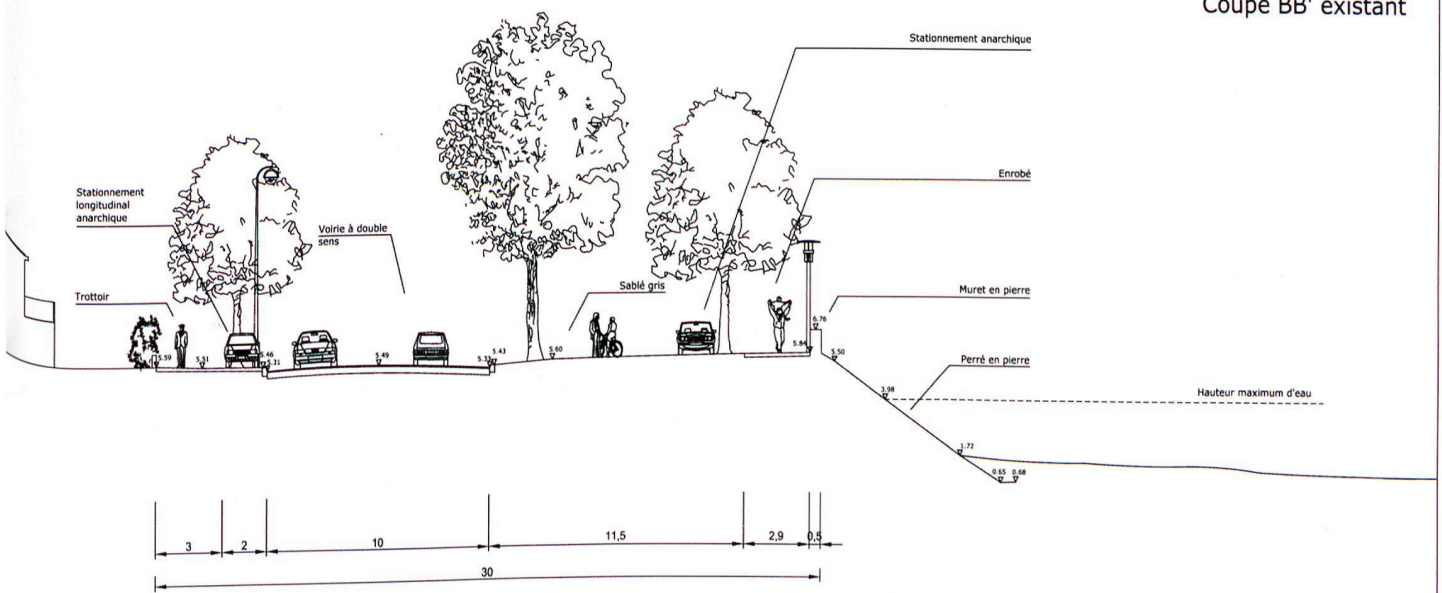 Coupe BB' existant
Stationnement anarchique
Enrobé
Stationnement
longitudinal
anarchique
Voirie à double
sens
Trottoir
Sablé gris
Muret en pierre
Perré en pierre
Hauteur maximum d'eau
5.59
5.51
5.46
5.31
5.49
5.33
5.43
5.60
5.84
6.76
5.50
3.98
1.72
0.65
0.68
3
2
10
11,5
2,9
0,5
30